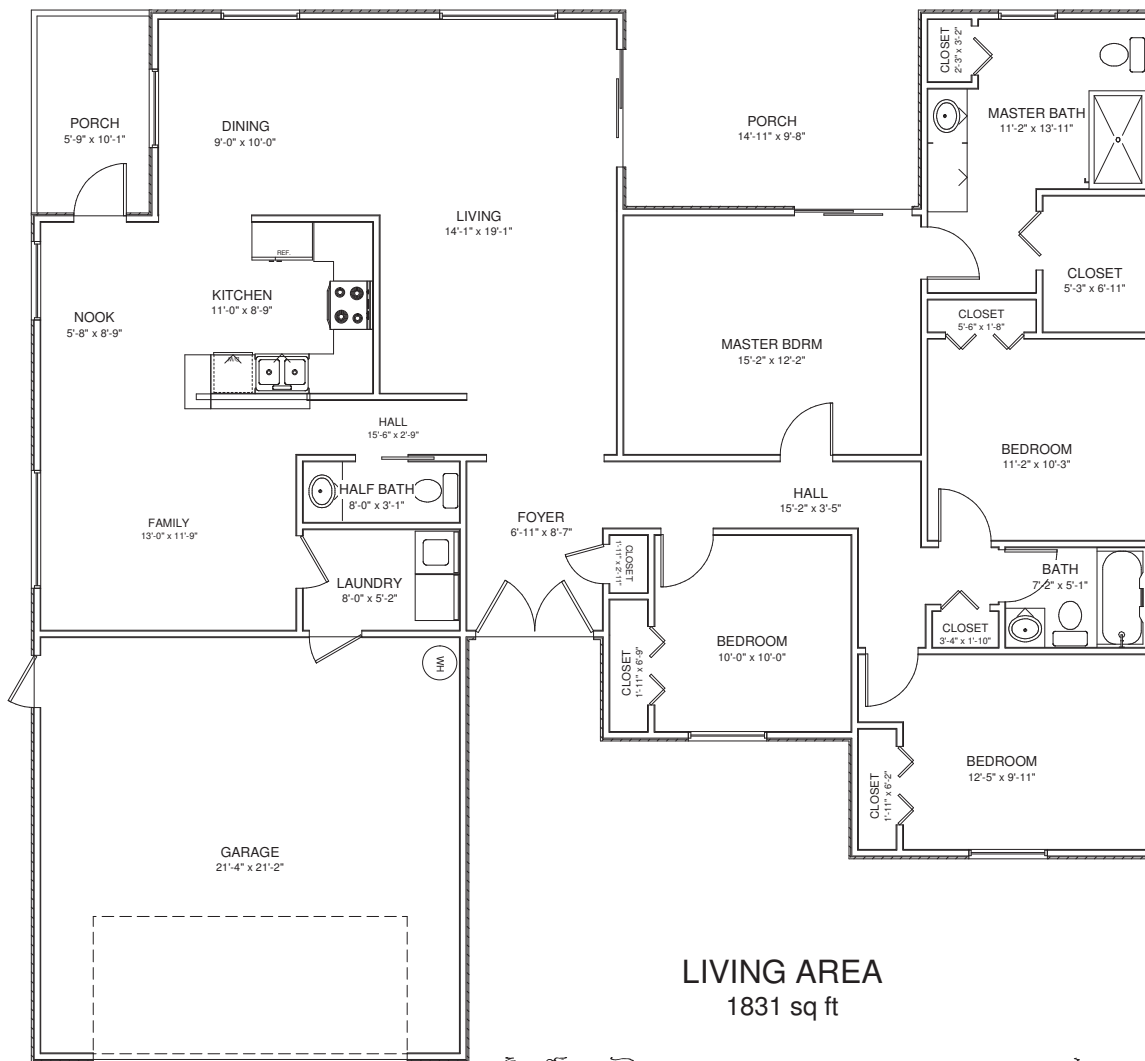 PORCH
5'-9" x 10'-1"
DINING
9'-0" x 10'-0"
LIVING
14'-1" x 19'-1"
PORCH
14'-11" x 9'-8"
CLOSET
2'-3" x 3'-2"
MASTER BATH
11'-2" x 13'-11"
CLOSET
5'-3" x 6'-11"
REF.
KITCHEN
11'-0" x 8'-9"
NOOK
5'-8" x 8'-9"
CLOSET
5'-6" x 1'-8"
MASTER BDRM
15'-2" x 12'-2"
HALL
15'-6" x 2'-9"
BEDROOM
11'-2" x 10'-3"
HALF BATH
8'-0" x 3'-1"
HALL
15'-2" x 3'-5"
FAMILY
13'-0" x 11'-9"
FOYER
6'-11" x 8'-7"
CLOSET
1'-11" x 2'-11"
LAUNDRY
8'-0" x 5'-2"
BATH
7'-2" x 5'-1"
CLOSET
3'-4" x 1'-10"
BEDROOM
10'-0" x 10'-0"
CLOSET
1'-11" x 6'-9"
WH
BEDROOM
12'-5" x 9'-11"
CLOSET
1'-11" x 6'-2"
GARAGE
21'-4" x 21'-2"
LIVING AREA
1831 sq ft